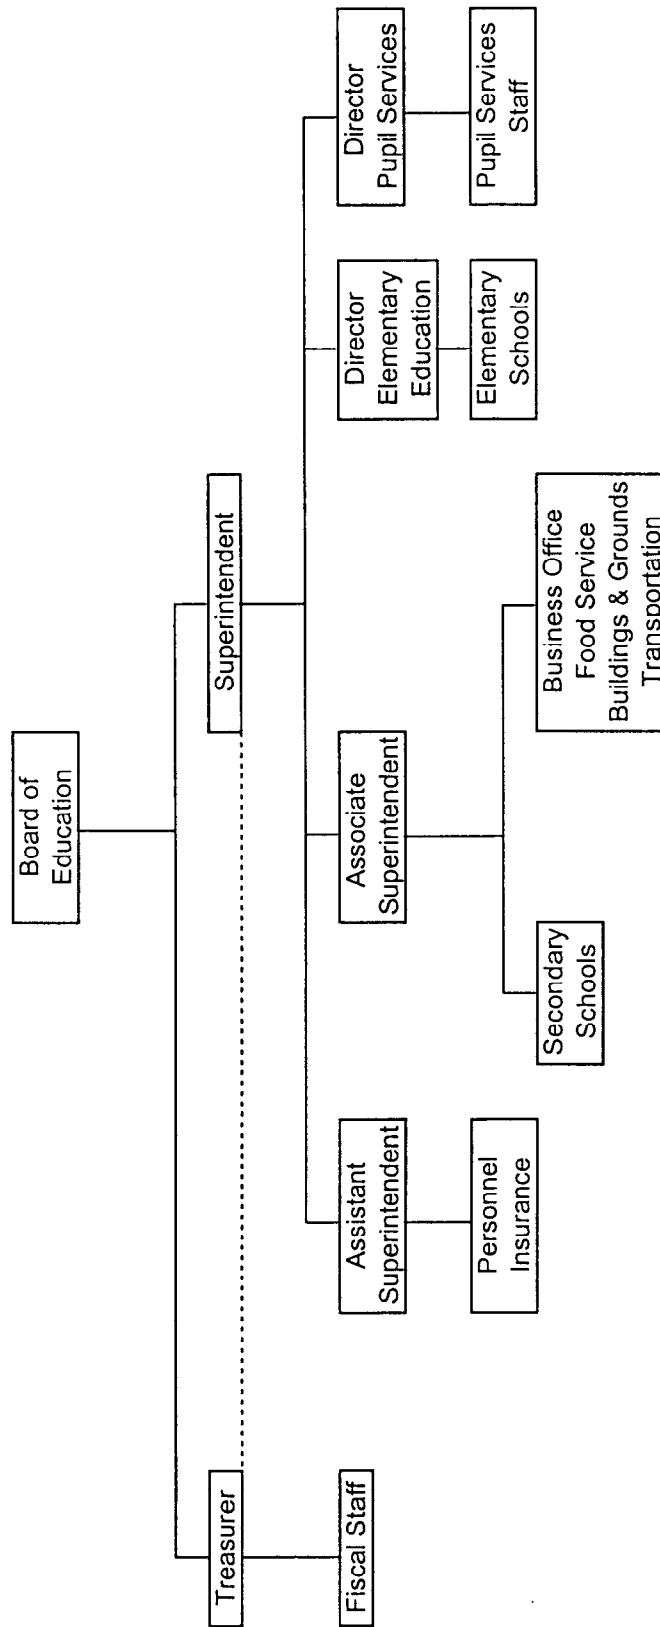 Board of
Education
Treasurer
Superintendent
Fiscal Staff
Assistant
Superintendent
Associate
Superintendent
Director
Elementary
Education
Director
Pupil Services
Personnel
Insurance
Elementary
Schools
Pupil Services
Staff
Secondary
Schools
Business Office
Food Service
Buildings & Grounds
Transportation